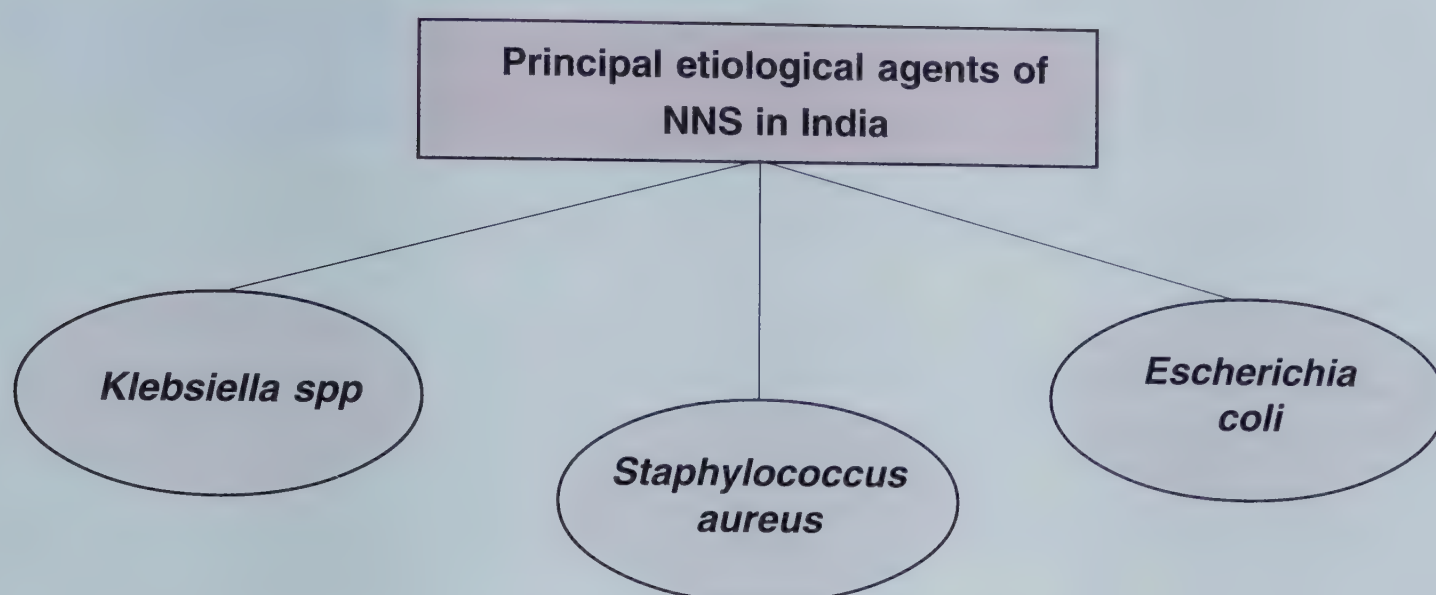 Principal etiological agents of
NNS in India
Klebsiella spp
Staphylococcus
aureus
Escherichia
coli